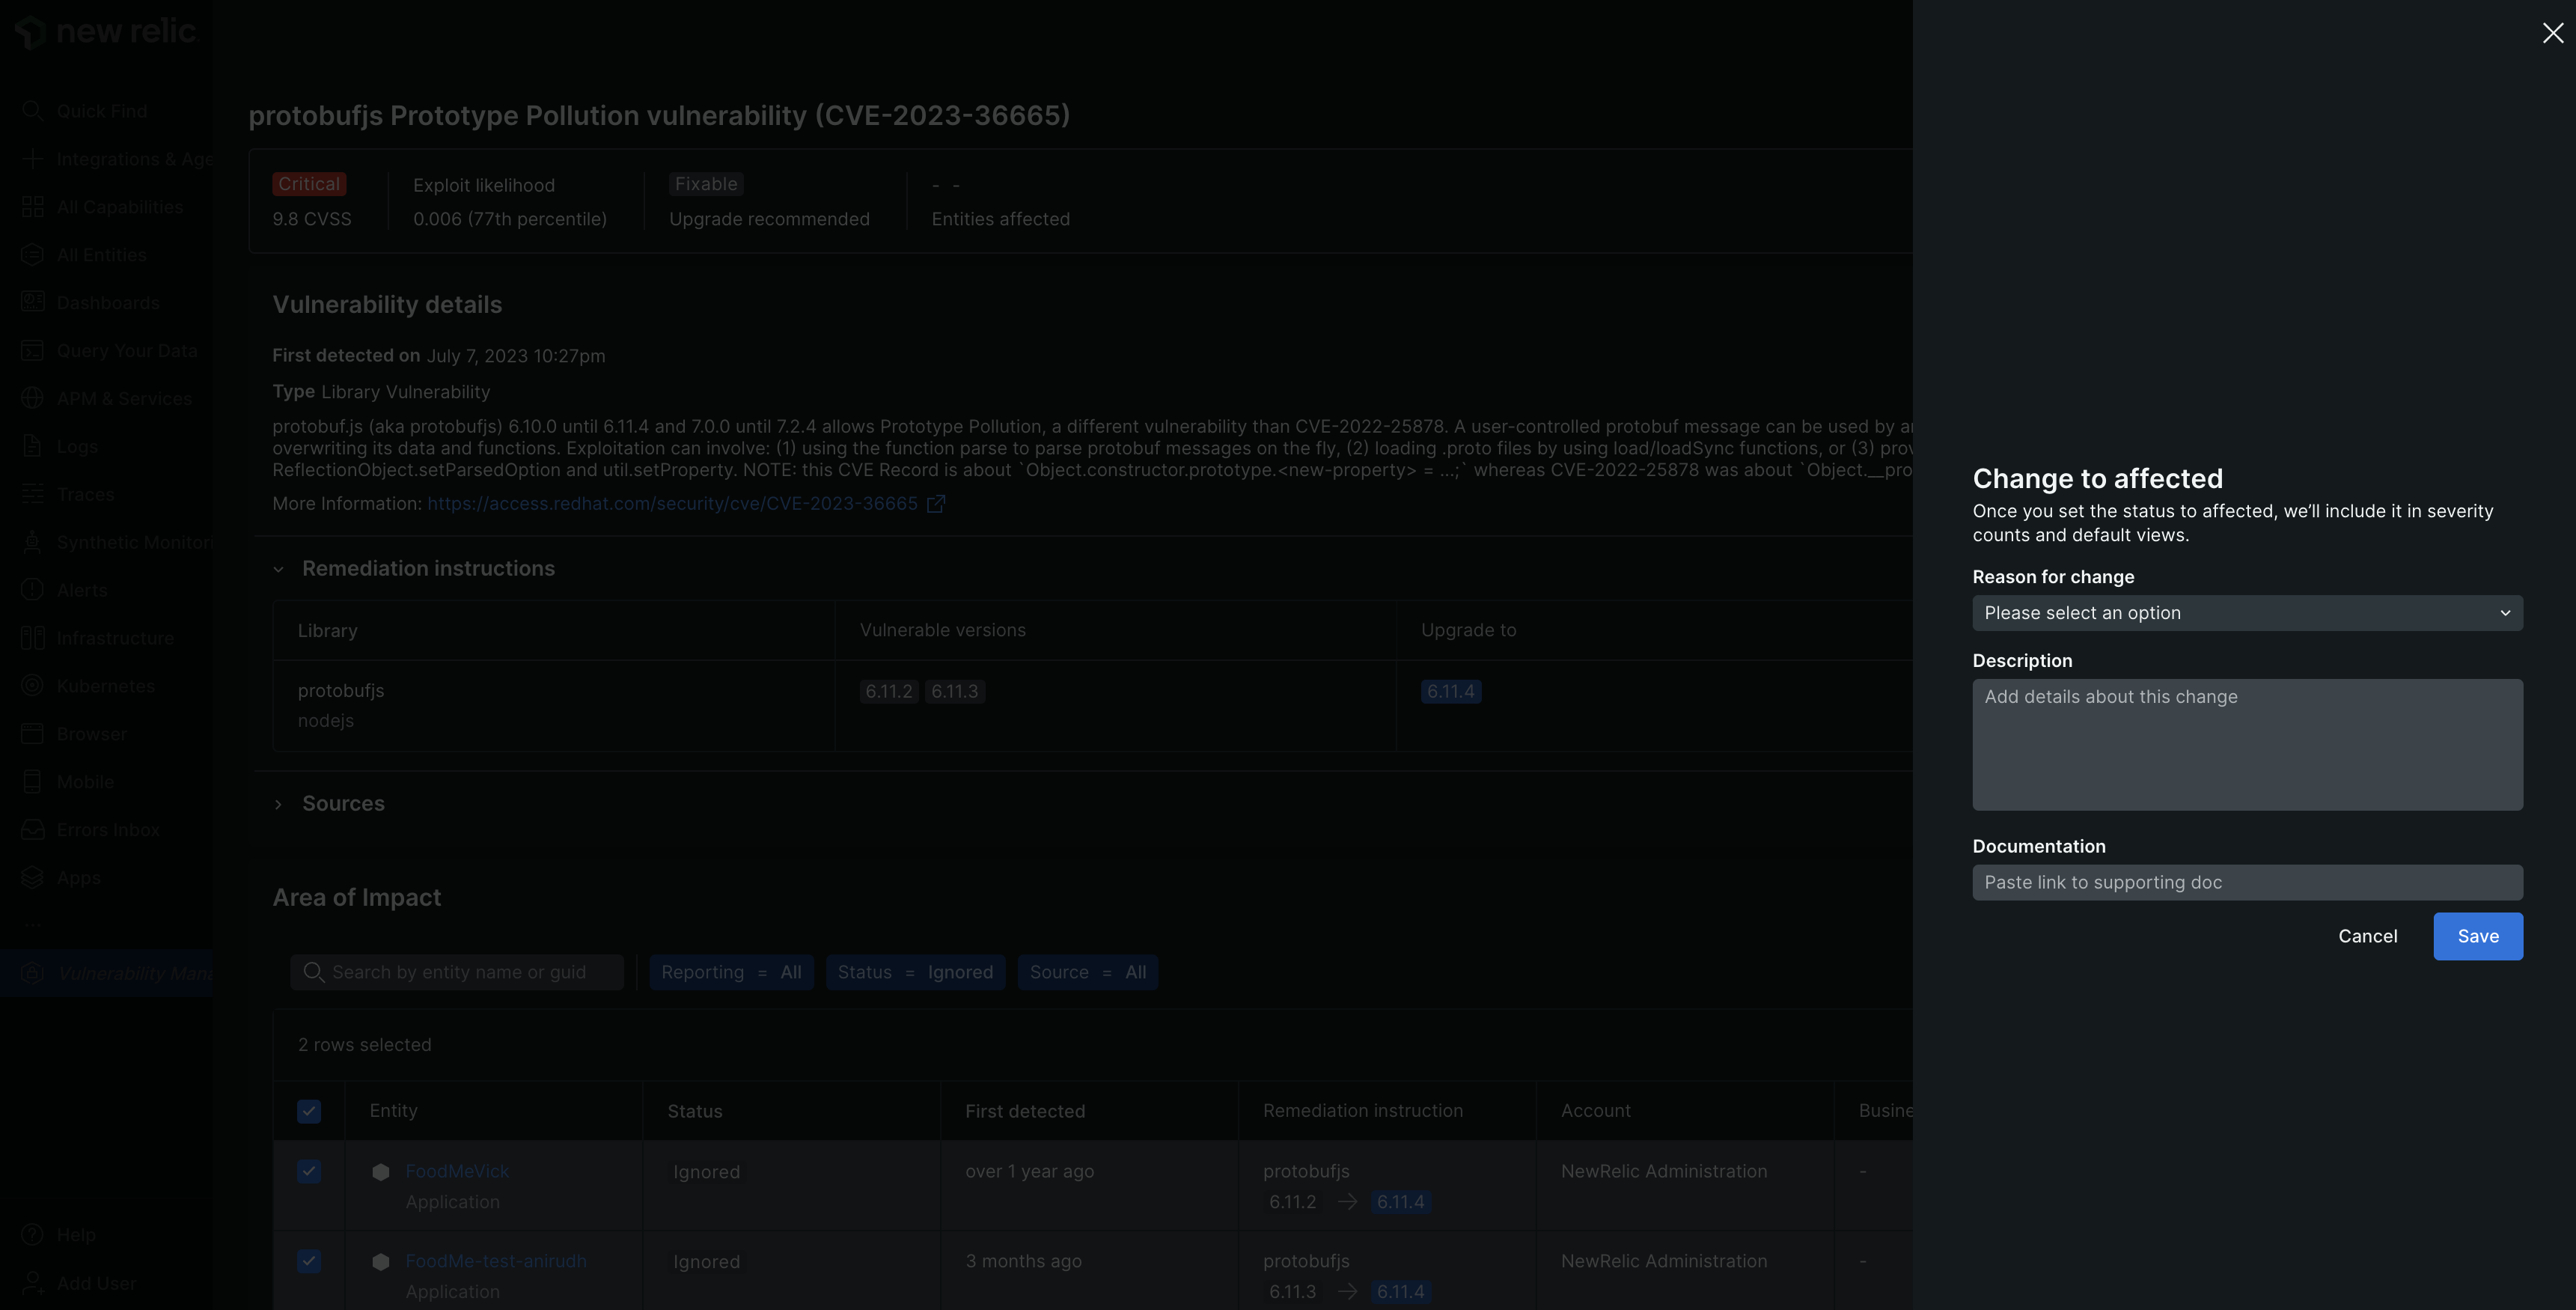 new relic
Quick Find
Integrations & Age
All Capabilities
All Entities
Dashboards
Query Your Data
APM & Services
Logs
Traces
Synthetic Monitori
Alerts
Infrastructure
Kubernetes
Browser
Mobile
Errors Inbox
Apps
...
Vulnerability Mana
Help
Add User
protobufjs Prototype Pollution vulnerability (CVE-2023-36665)
Critical
9.8 CVSS
Exploit likelihood
0.006 (77th percentile)
Fixable
Upgrade recommended
- -
Entities affected
Vulnerability details
First detected on July 7, 2023 10:27pm
Type Library Vulnerability
protobuf.js (aka protobufjs) 6.10.0 until 6.11.4 and 7.0.0 until 7.2.4 allows Prototype Pollution, a different vulnerability than CVE-2022-25878. A user-controlled protobuf message can be used by a
overwriting its data and functions. Exploitation can involve: (1) using the function parse to parse protobuf messages on the fly, (2) loading .proto files by using load/loadSync functions, or (3) prov
ReflectionObject.setParsedOption and util.setProperty. NOTE: this CVE Record is about `Object.constructor.prototype.<new-property> = ...;` whereas CVE-2022-25878 was about `Object.__pro
More Information: https://access.redhat.com/security/cve/CVE-2023-36665
Remediation instructions
Library Vulnerable versions Upgrade to
protobufjs 6.11.2 6.11.3 6.11.4
nodejs
Sources
Area of Impact
Search by entity name or guid Reporting = All Status = Ignored Source = All
2 rows selected
Entity Status First detected Remediation instruction Account Busine
FoodMeVick Ignored over 1 year ago protobufjs NewRelic Administration -
Application 6.11.2 → 6.11.4
FoodMe-test-anirudh Ignored 3 months ago protobufjs NewRelic Administration -
Application 6.11.3 → 6.11.4
Change to affected
Once you set the status to affected, we’ll include it in severity
counts and default views.
Reason for change
Please select an option
Description
Add details about this change
Documentation
Paste link to supporting doc
Cancel Save